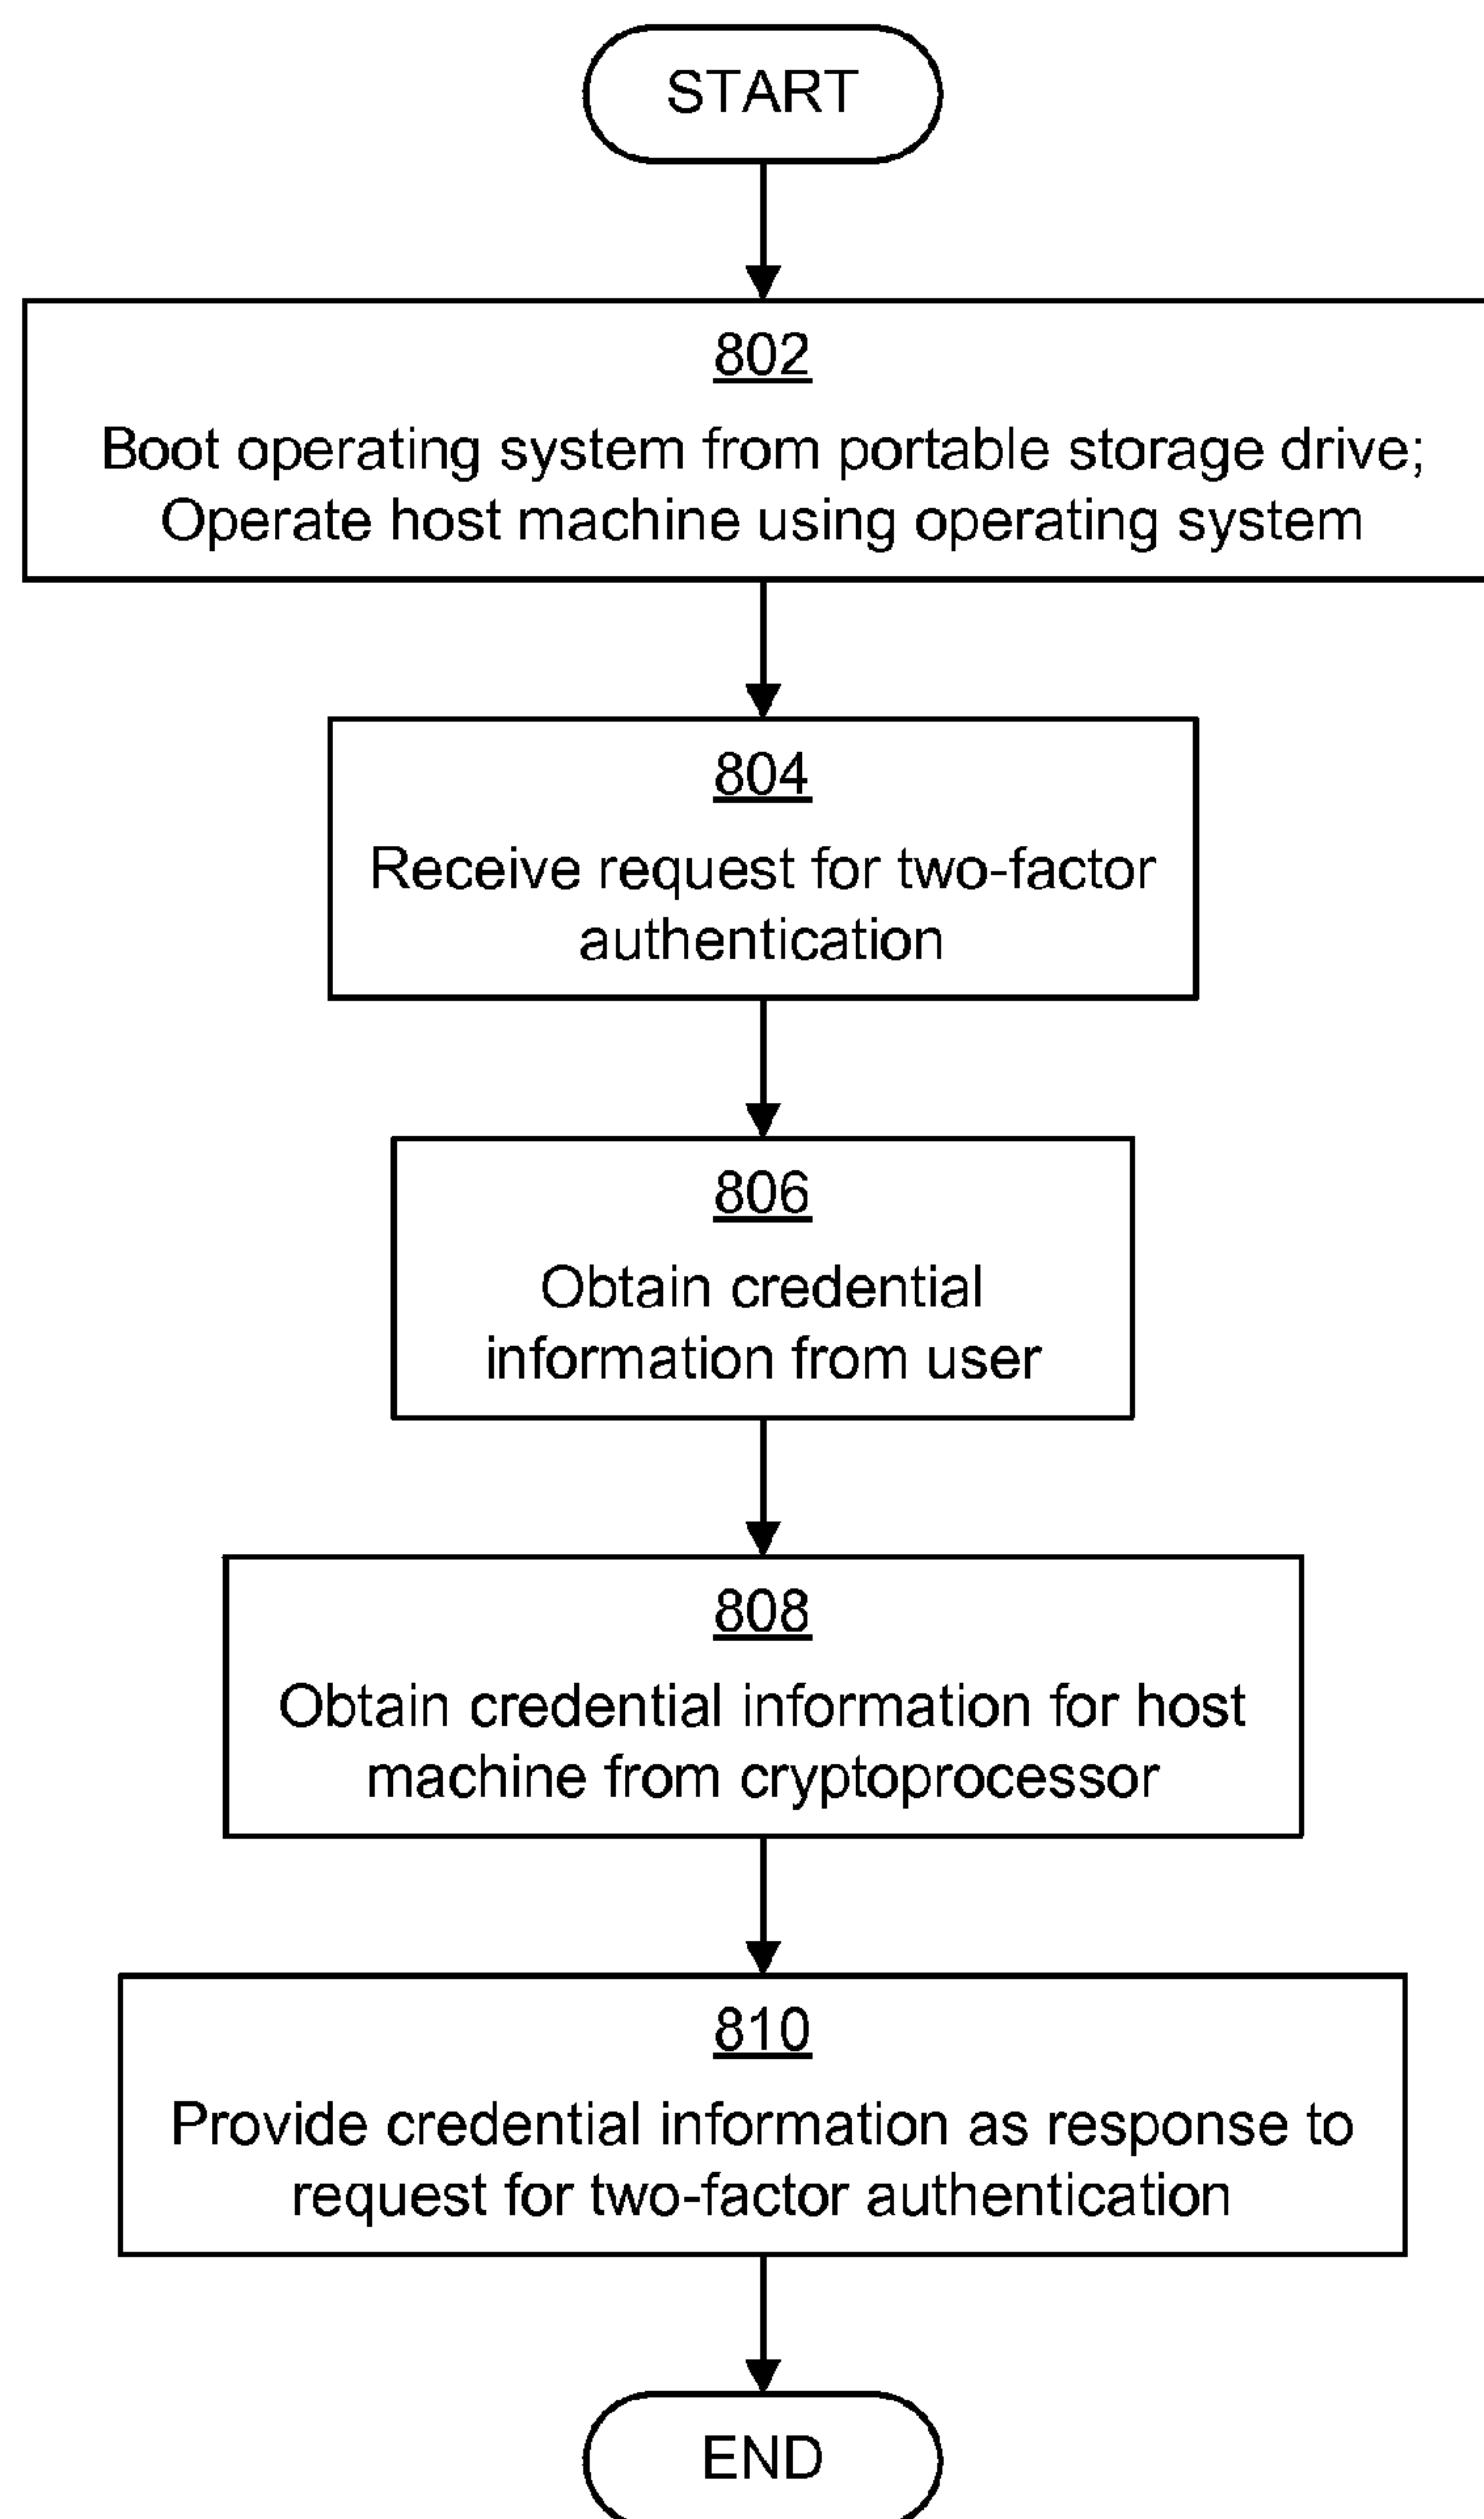 START
802
Boot operating system from portable storage drive;
Operate host machine using operating system
804
Receive request for two-factor
authentication
806
Obtain credential
information from user
808
Obtain credential information for host
machine from cryptoprocessor
810
Provide credential information as response to
request for two-factor authentication
END